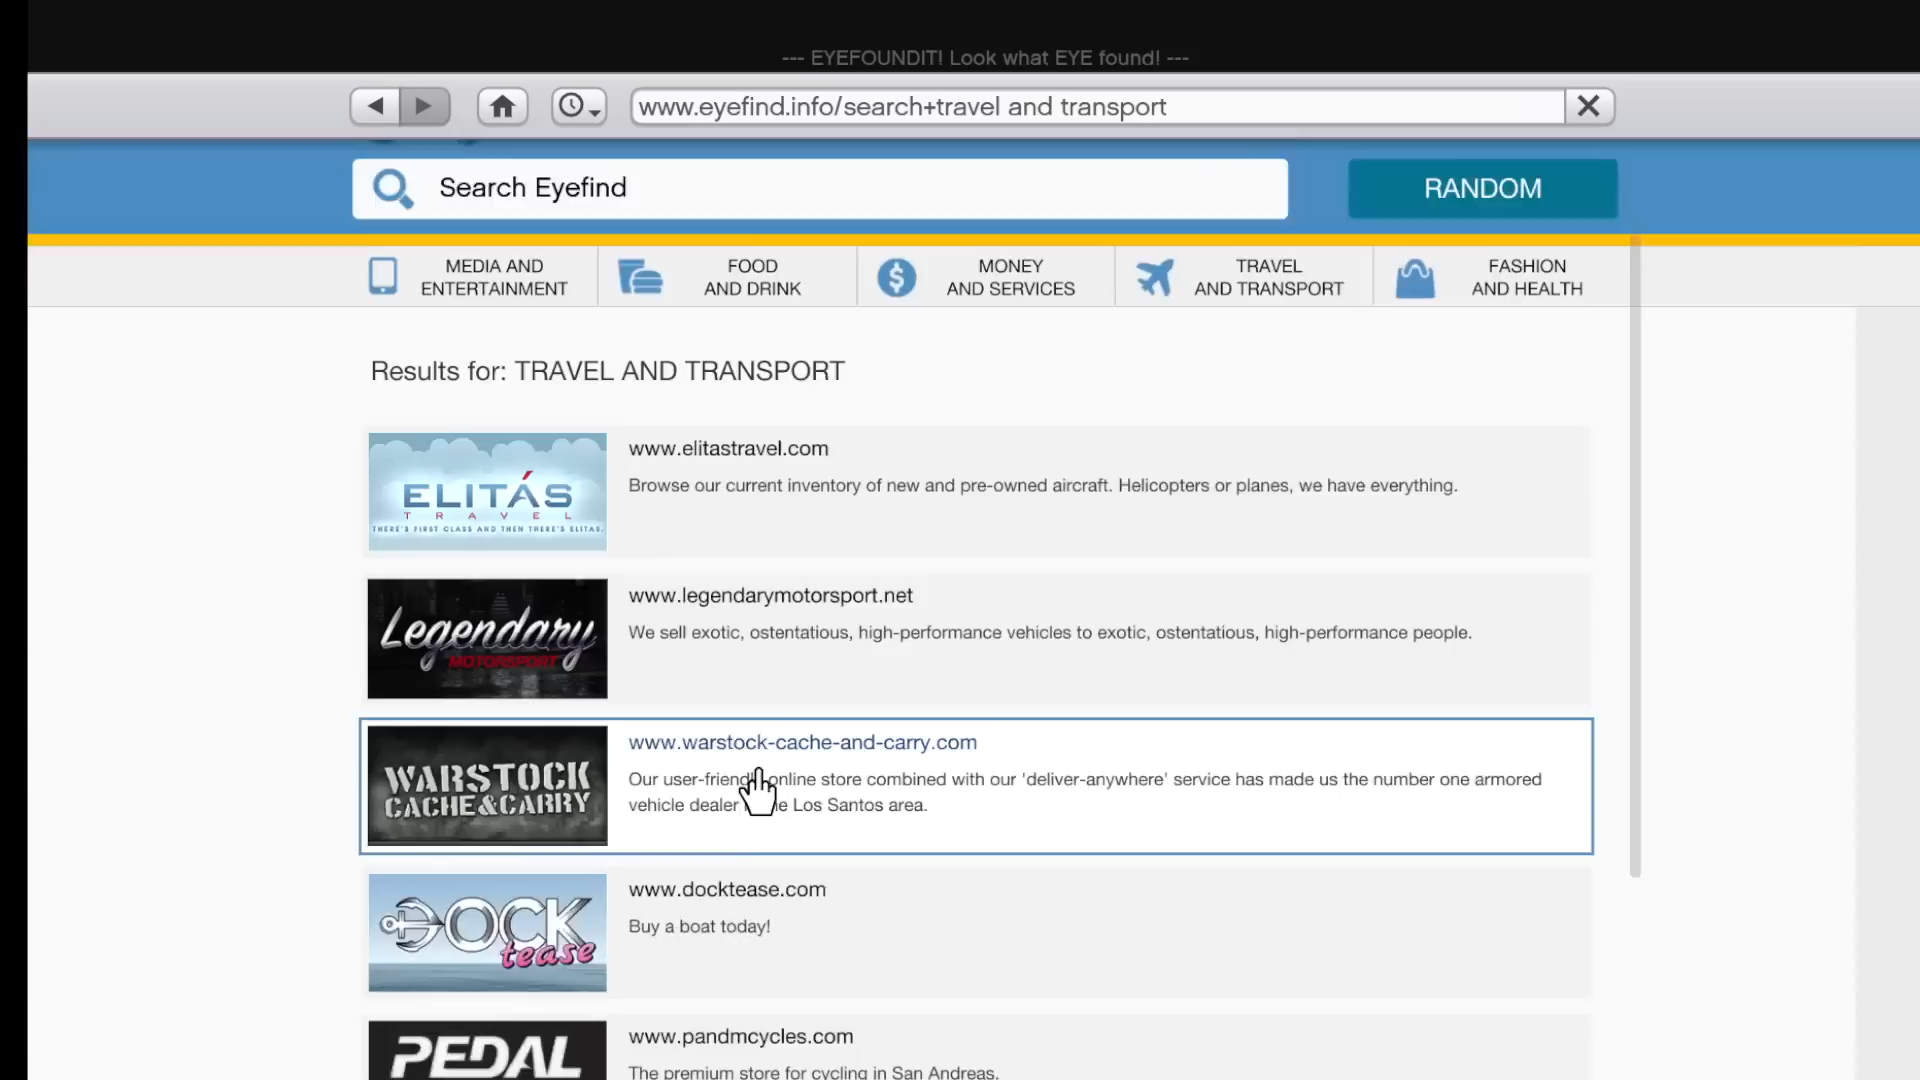 --- EYEFOUNDIT! Look what EYE found! ---
www.eyefind.info/search+travel and transport
Search Eyefind
RANDOM
MEDIA AND
ENTERTAINMENT
FOOD
AND DRINK
MONEY
AND SERVICES
TRAVEL
AND TRANSPORT
FASHION
AND HEALTH
Results for: TRAVEL AND TRANSPORT
ELITÁS
TRAVEL
THERE'S FIRST CLASS AND THEN THERE'S ELITAS.
www.elitastravel.com
Browse our current inventory of new and pre-owned aircraft. Helicopters or planes, we have everything.
Legendary
MOTORSPORT
www.legendarymotorsport.net
We sell exotic, ostentatious, high-performance vehicles to exotic, ostentatious, high-performance people.
WARSTOCK
CACHE&CARRY
www.warstock-cache-and-carry.com
Our user-friendly online store combined with our 'deliver-anywhere' service has made us the number one armored
vehicle dealer Los Santos area.
DOCK
tease
www.docktease.com
Buy a boat today!
PEDAL
www.pandmcycles.com
The premium store for cycling in San Andreas.